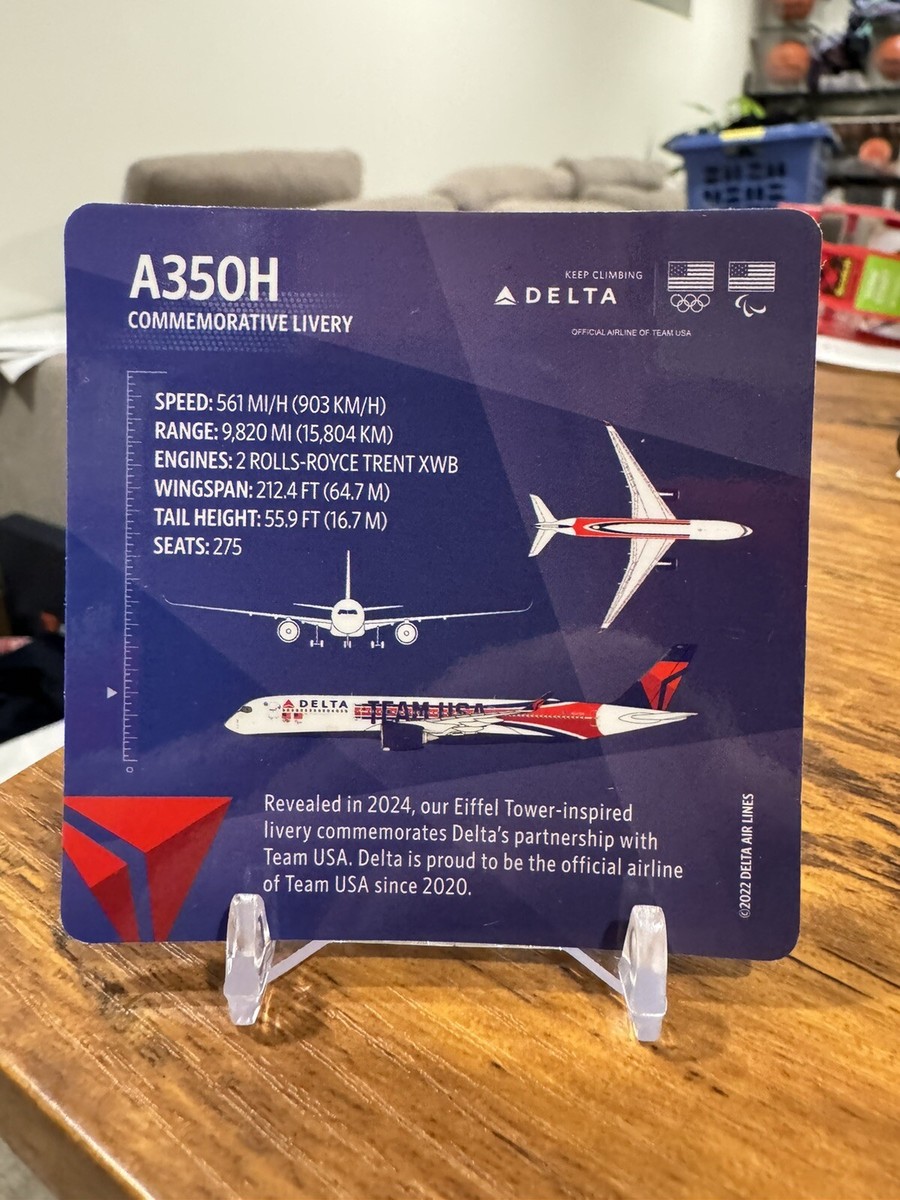 A350H
COMMEMORATIVE LIVERY
KEEP CLIMBING
DELTA
OFFICIAL AIRLINE OF TEAM USA
SPEED: 561 MI/H (903 KM/H)
RANGE: 9,820 MI (15,804 KM)
ENGINES: 2 ROLLS-ROYCE TRENT XWB
WINGSPAN: 212.4 FT (64.7 M)
TAIL HEIGHT: 55.9 FT (16.7 M)
SEATS: 275
DELTA TEAM USA
0
Revealed in 2024, our Eiffel Tower-inspired
livery commemorates Delta's partnership with
Team USA. Delta is proud to be the official airline
of Team USA since 2020.
©2022 DELTA AIR LINES